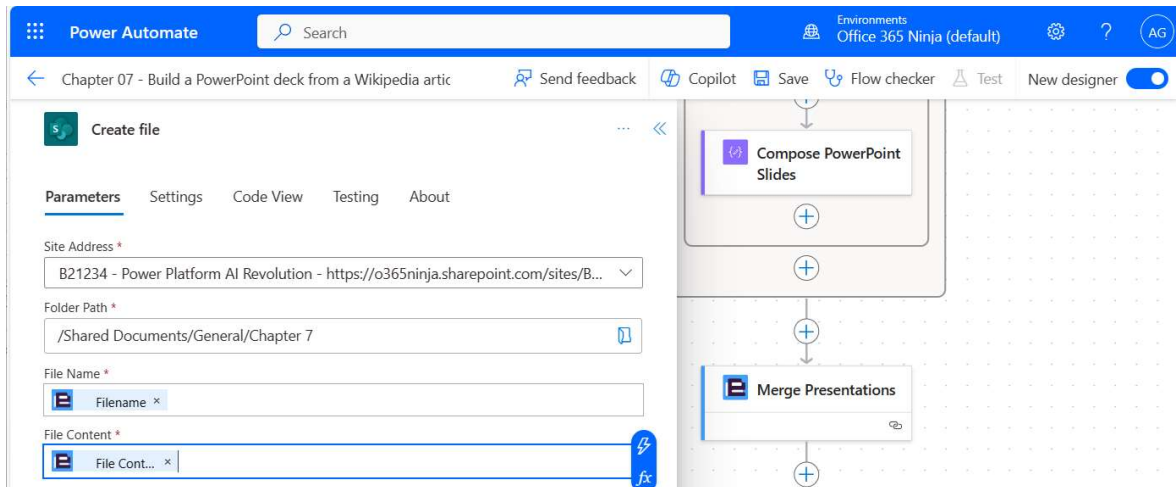 Power Automate
Search
Environments
Office 365 Ninja (default)
?
AG
Chapter 07 - Build a PowerPoint deck from a Wikipedia artic
Send feedback
Copilot
Save
Flow checker
Test
New designer
S
Create file
Parameters Settings Code View Testing About
Site Address *
B21234 - Power Platform AI Revolution - https://o365ninja.sharepoint.com/sites/B...
Folder Path *
/Shared Documents/General/Chapter 7
File Name *
Filename ×
File Content *
File Cont... ×
fx
Compose PowerPoint
Slides
Merge Presentations